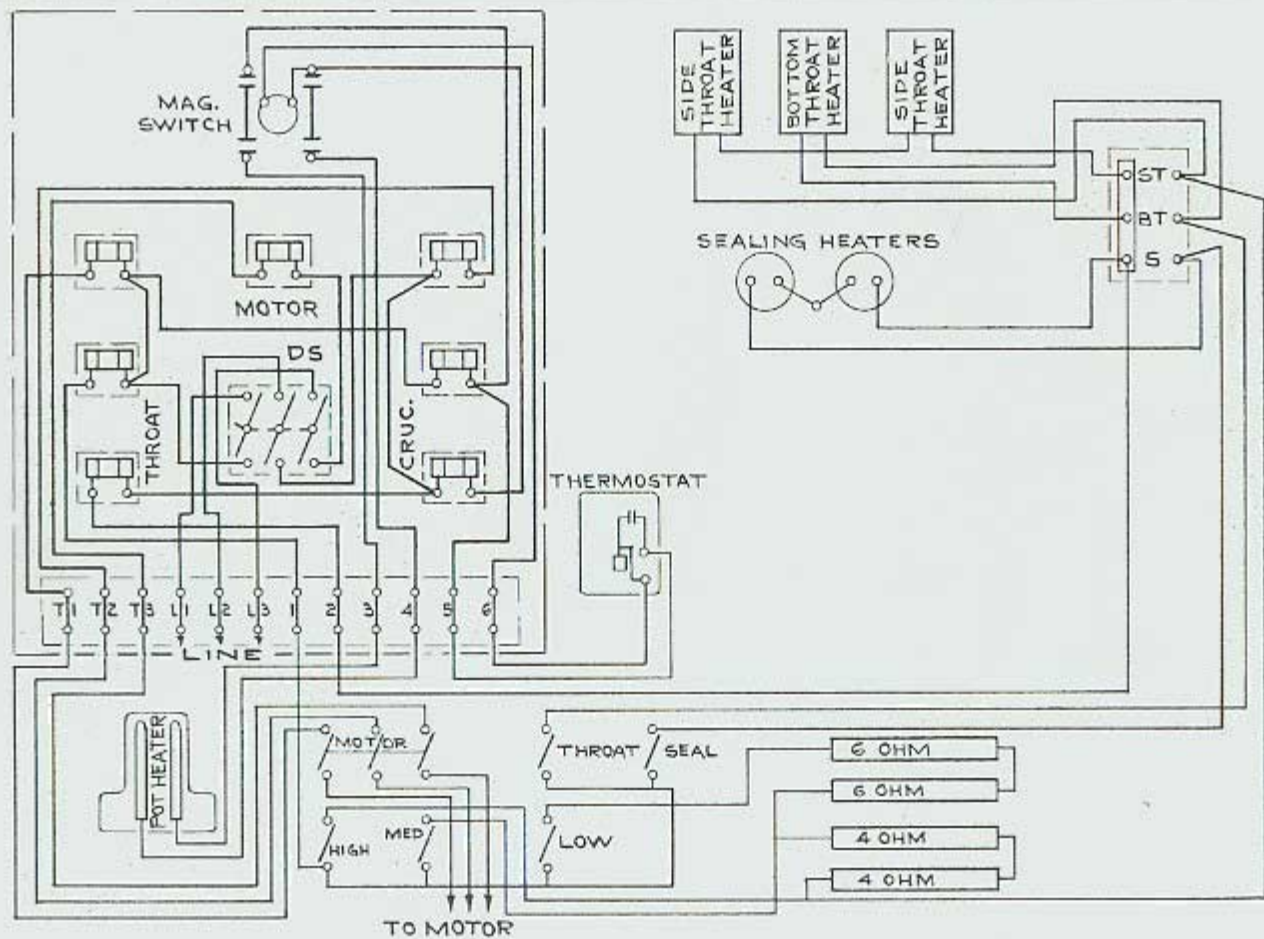 MAG.
SWITCH
SIDE
THROAT
HEATER
BOTTOM
THROAT
HEATER
SIDE
THROAT
HEATER
ST
BT
S
SEALING HEATERS
MOTOR
DS
THROAT
CRUC.
THERMOSTAT
T1 T2 T3 L1 L2 L3 1 2 3 4 5 6
LINE
POT HEATER
MOTOR
THROAT
SEAL
HIGH
MED
LOW
6 OHM
6 OHM
4 OHM
4 OHM
TO MOTOR